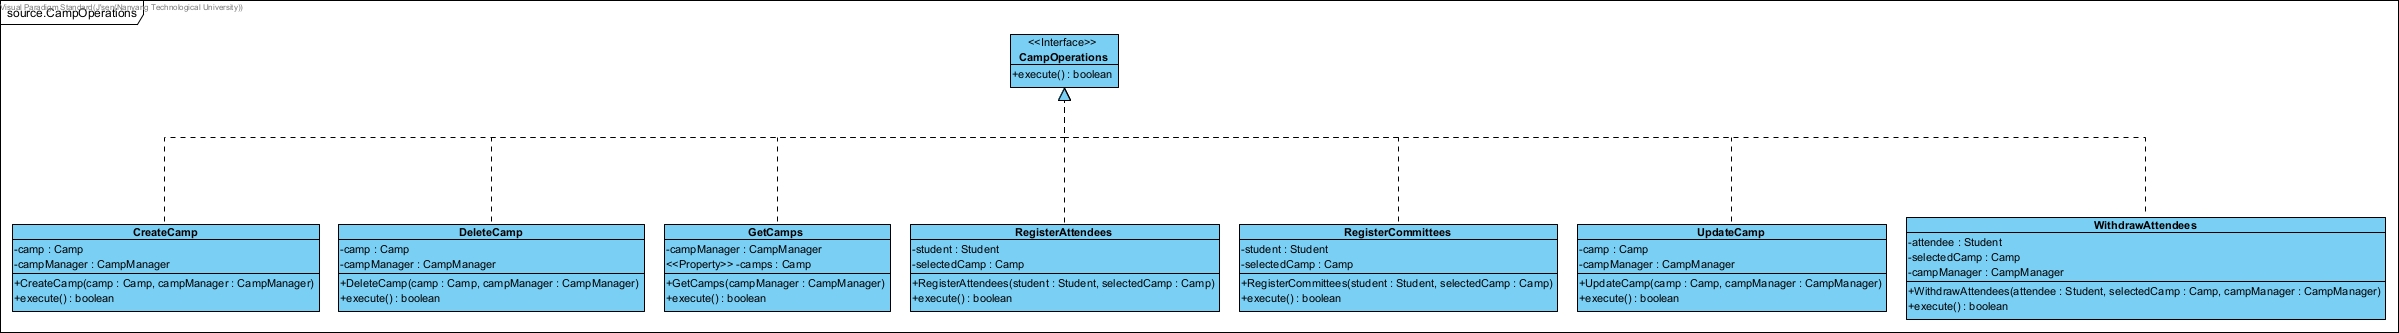 Visual Paradigm Standard(J'sen(Nanyang Technological University))
source.CampOperations
<<Interface>>
CampOperations
+execute() : boolean
CreateCamp
-camp : Camp
-campManager : CampManager
+CreateCamp(camp : Camp, campManager : CampManager)
+execute() : boolean
DeleteCamp
-camp : Camp
-campManager : CampManager
+DeleteCamp(camp : Camp, campManager : CampManager)
+execute() : boolean
GetCamps
-campManager : CampManager
<<Property>> -camps : Camp
+GetCamps(campManager : CampManager)
+execute() : boolean
RegisterAttendees
-student : Student
-selectedCamp : Camp
+RegisterAttendees(student : Student, selectedCamp : Camp)
+execute() : boolean
RegisterCommittees
-student : Student
-selectedCamp : Camp
+RegisterCommittees(student : Student, selectedCamp : Camp)
+execute() : boolean
UpdateCamp
-camp : Camp
-campManager : CampManager
+UpdateCamp(camp : Camp, campManager : CampManager)
+execute() : boolean
WithdrawAttendees
-attendee : Student
-selectedCamp : Camp
-campManager : CampManager
+WithdrawAttendees(attendee : Student, selectedCamp : Camp, campManager : CampManager)
+execute() : boolean